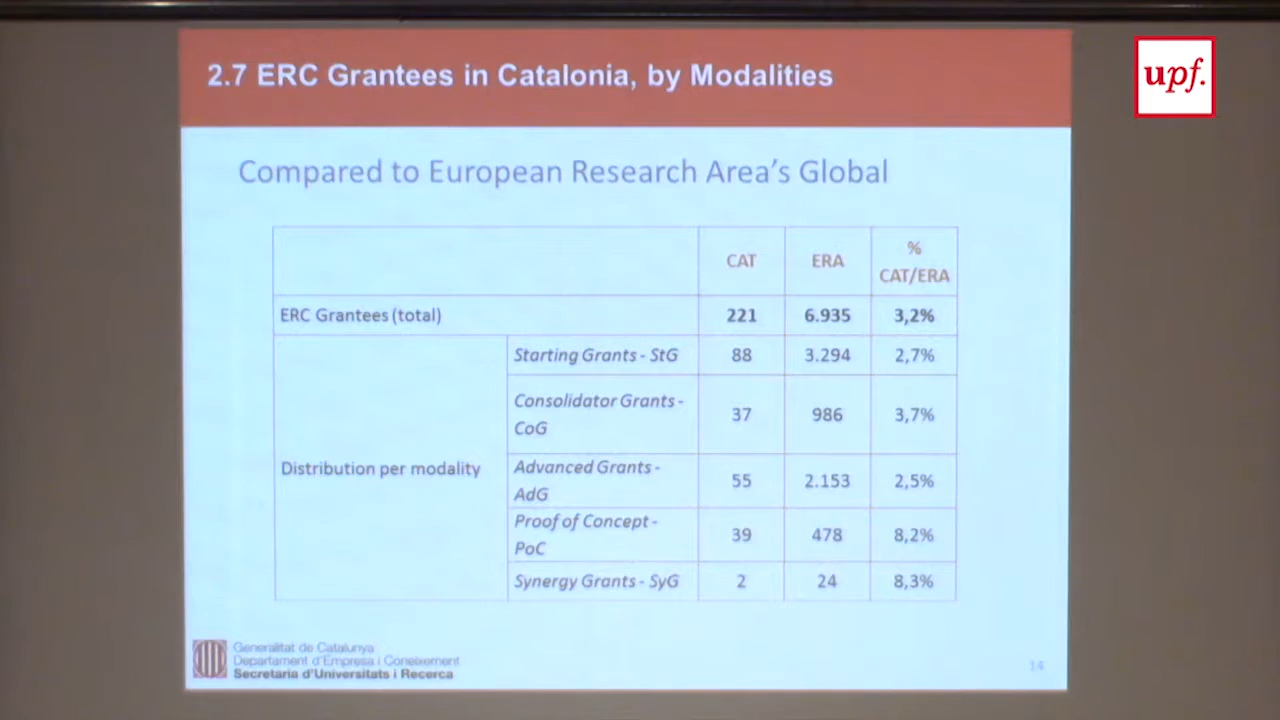 2.7 ERC Grantees in Catalonia, by Modalities
upf.
Compared to European Research Area's Global
CAT ERA %
CAT/ERA
ERC Grantees (total) 221 6.935 3,2%
Distribution per modality
Starting Grants - StG 88 3.294 2,7%
Consolidator Grants -
CoG 37 986 3,7%
Advanced Grants -
AdG 55 2.153 2,5%
Proof of Concept -
PoC 39 478 8,2%
Synergy Grants - SyG 2 24 8,3%
Generalitat de Catalunya
Departament d'Empresa i Coneixement
Secretaria d'Universitats i Recerca
14